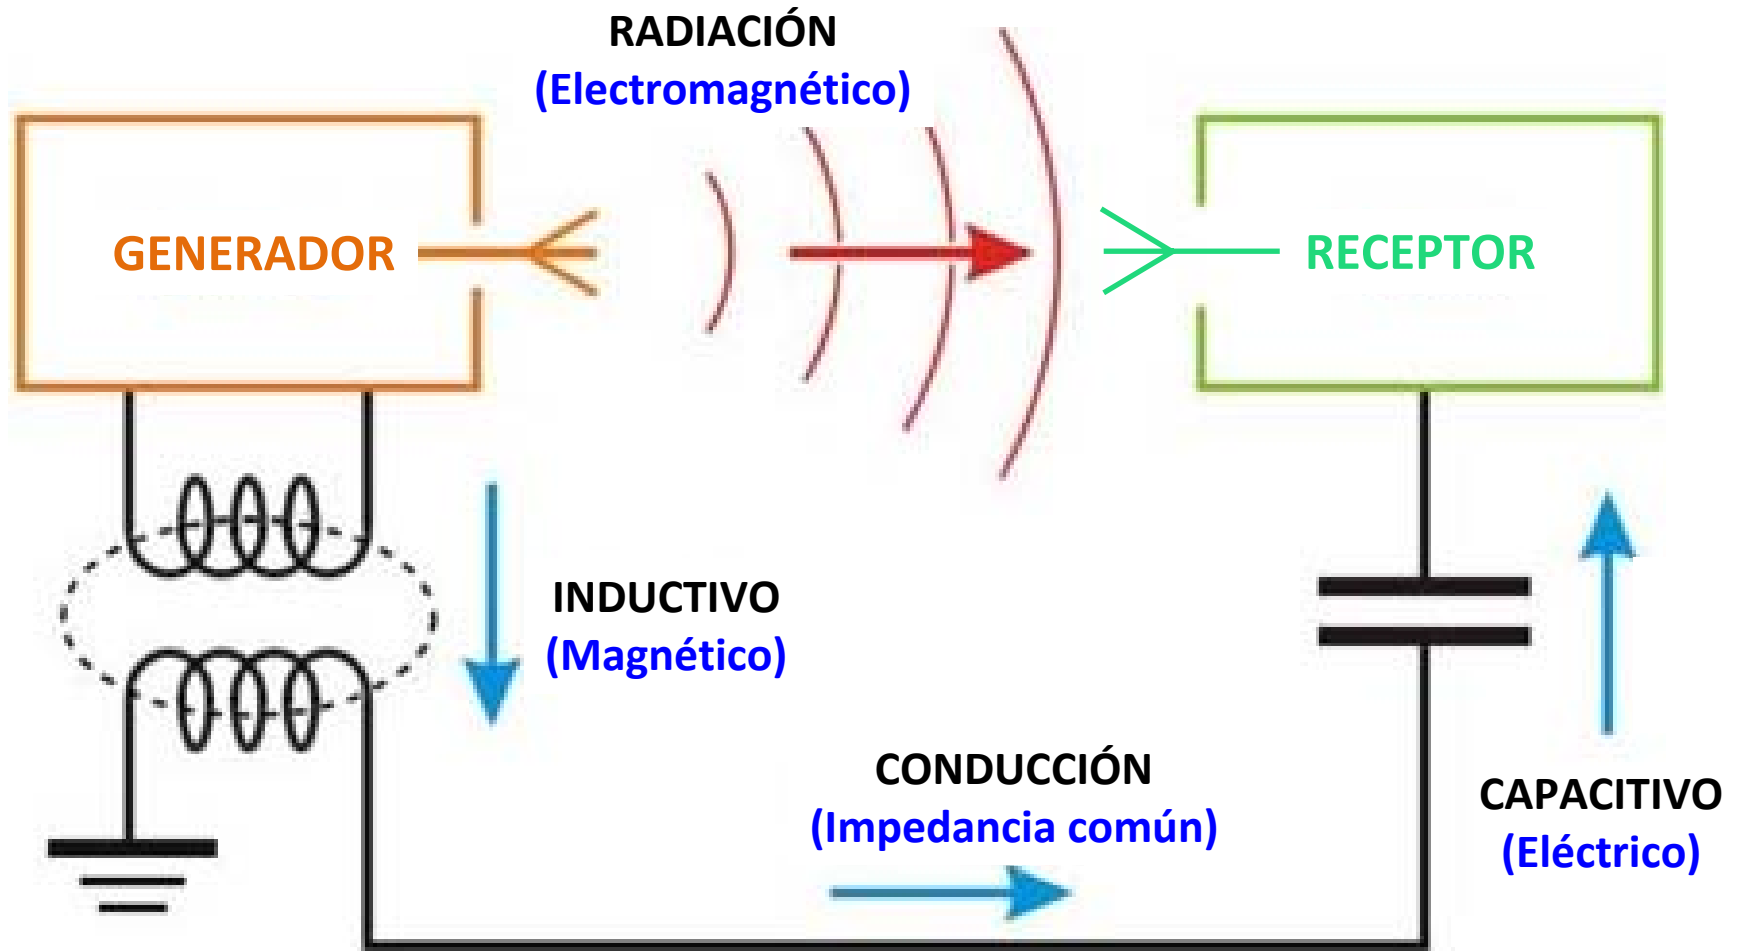 RADIACIÓN
(Electromagnético)
GENERADOR
RECEPTOR
INDUCTIVO
(Magnético)
CONDUCCIÓN
(Impedancia común)
CAPACITIVO
(Eléctrico)